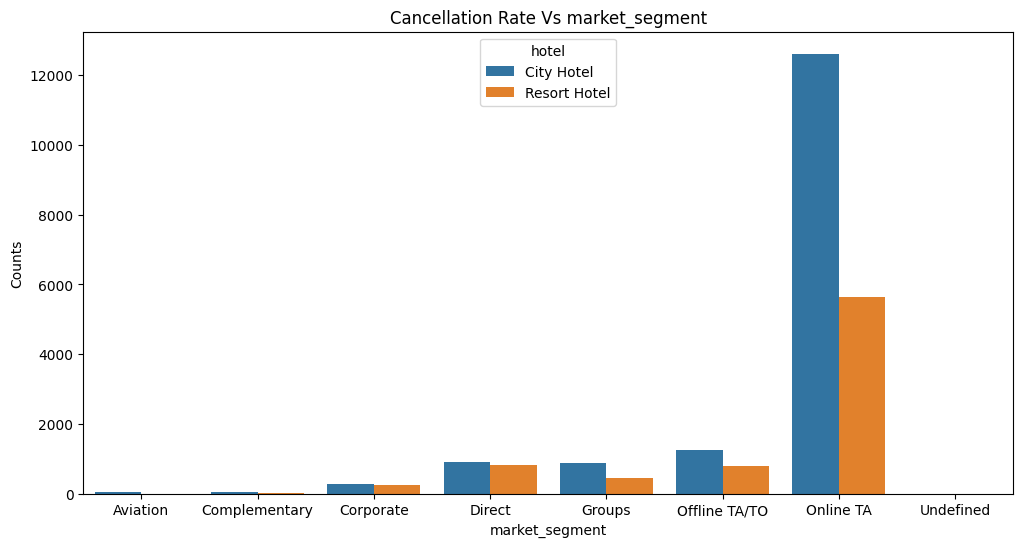 Cancellation Rate Vs market_segment
hotel
City Hotel
Resort Hotel
12000
10000
8000
6000
4000
2000
0
Counts
Aviation Complementary Corporate Direct Groups Offline TA/TO Online TA Undefined
market_segment